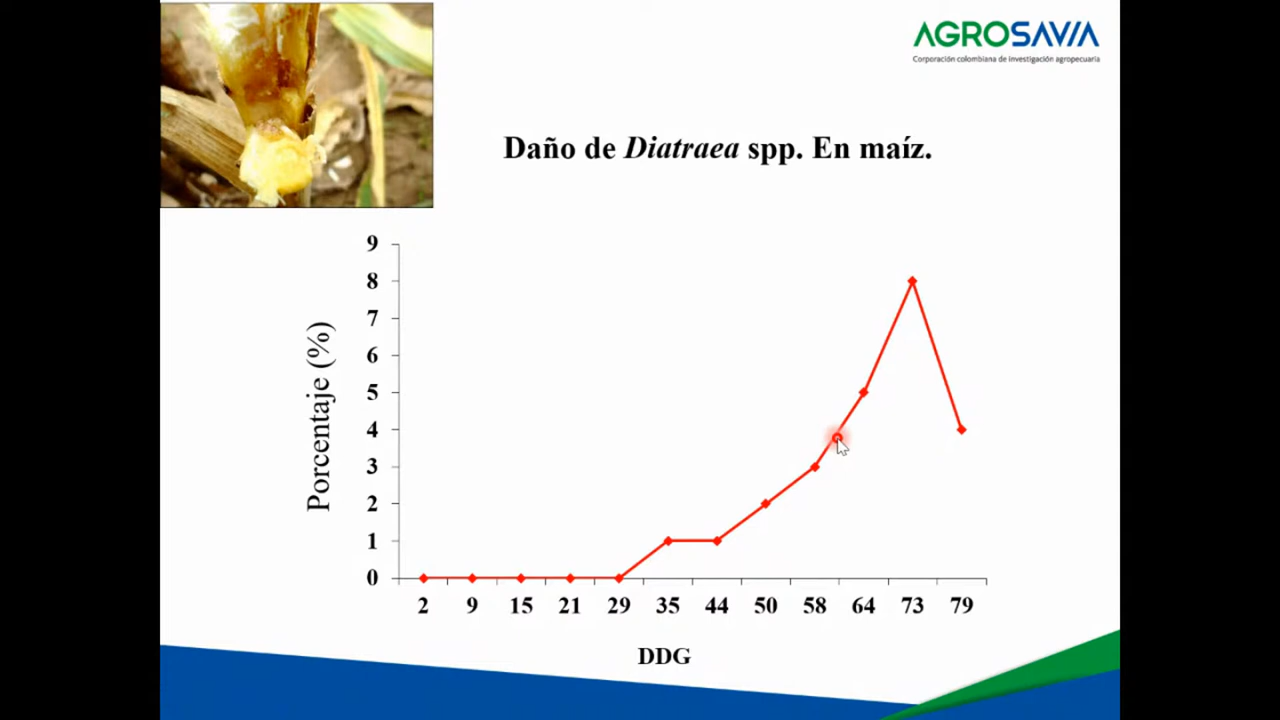 AGROSAVIA
Corporación colombiana de investigación agropecuaria
Daño de Diatraea spp. En maíz.
9
8
7
6
5
4
3
2
1
0
Porcentaje (%)
2 9 15 21 29 35 44 50 58 64 73 79
DDG